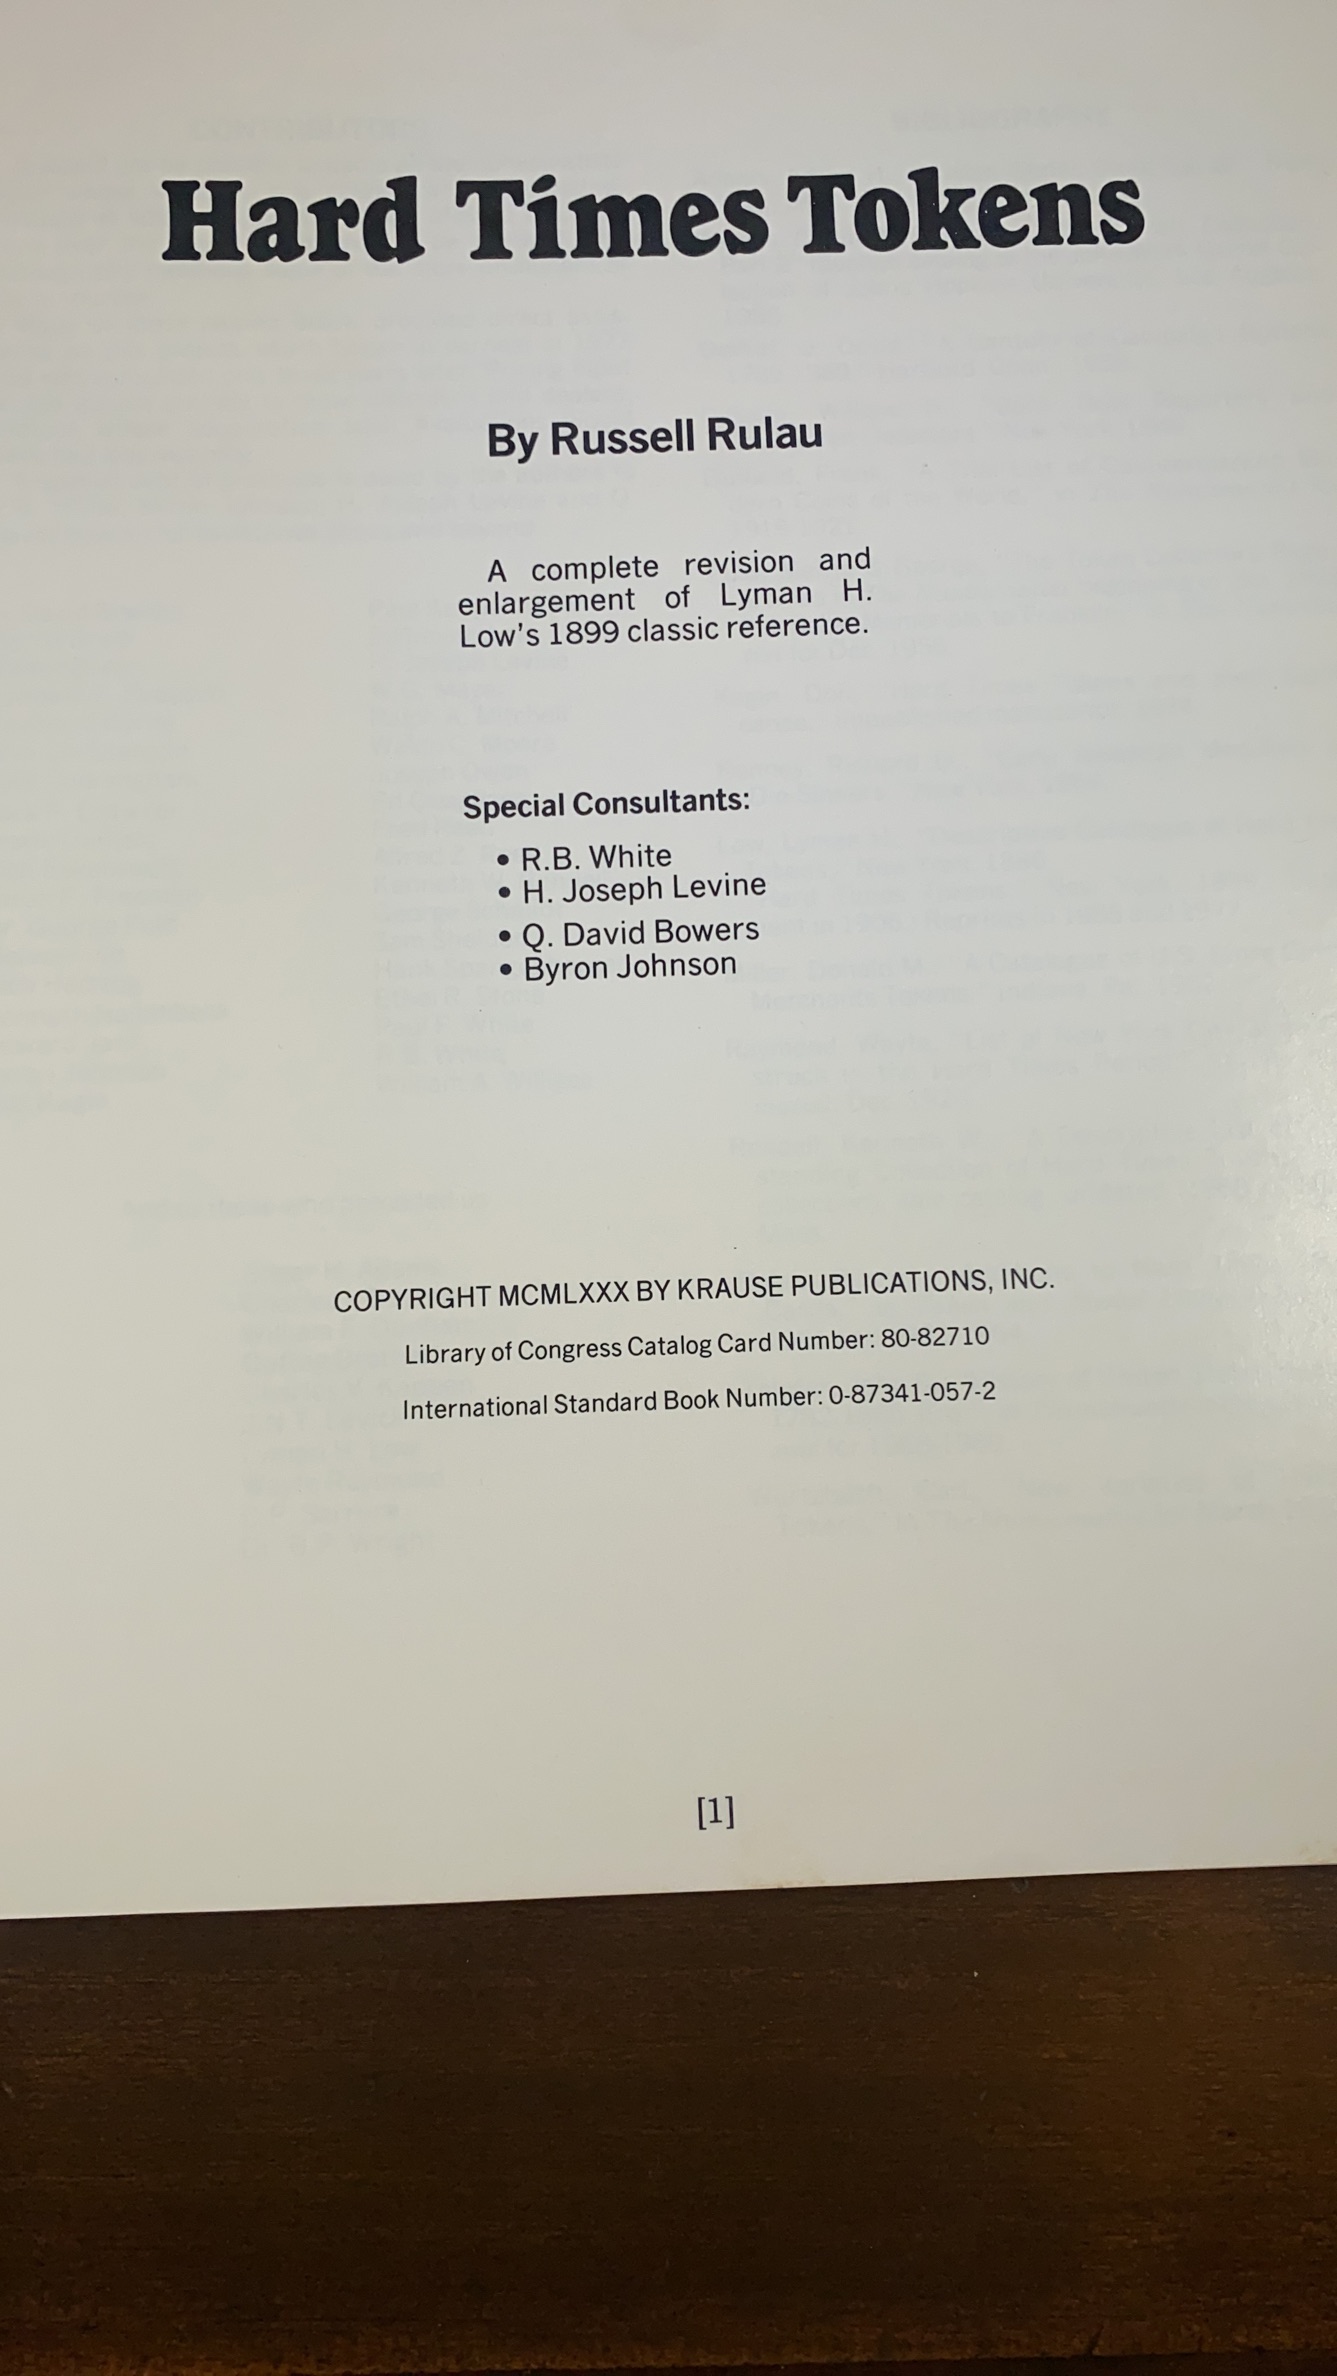 Hard Times Tokens
By Russell Rulau
A complete revision and
enlargement of Lyman H.
Low's 1899 classic reference.
Special Consultants:
• R.B. White
• H. Joseph Levine
• Q. David Bowers
• Byron Johnson
COPYRIGHT MCMLXXX BY KRAUSE PUBLICATIONS, INC.
Library of Congress Catalog Card Number: 80-82710
International Standard Book Number: 0-87341-057-2
[1]